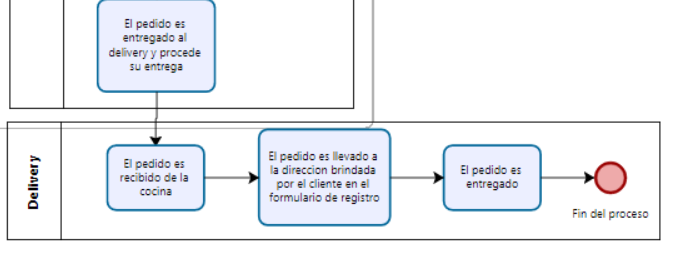 El pedido es
entregado al
delivery y procede
su entrega
Delivery
El pedido es
recibido de la
cocina
El pedido es llevado a
la direccion brindada
por el cliente en el
formulario de registro
El pedido es
entregado
Fin del proceso